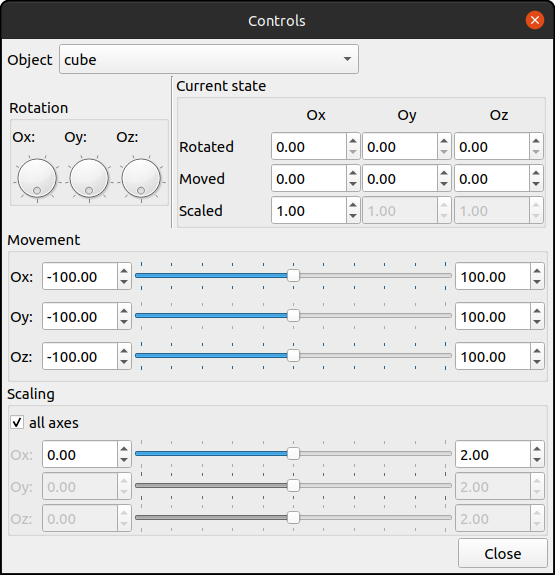 Controls
Object cube
Current state
Rotation
Ox: Oy: Oz:
Ox Oy Oz
Rotated 0.00 0.00 0.00
Moved 0.00 0.00 0.00
Scaled 1.00 1.00 1.00
Movement
Ox: -100.00 100.00
Oy: -100.00 100.00
Oz: -100.00 100.00
Scaling
all axes
Ox: 0.00 2.00
Oy: 0.00 2.00
Oz: 0.00 2.00
Close